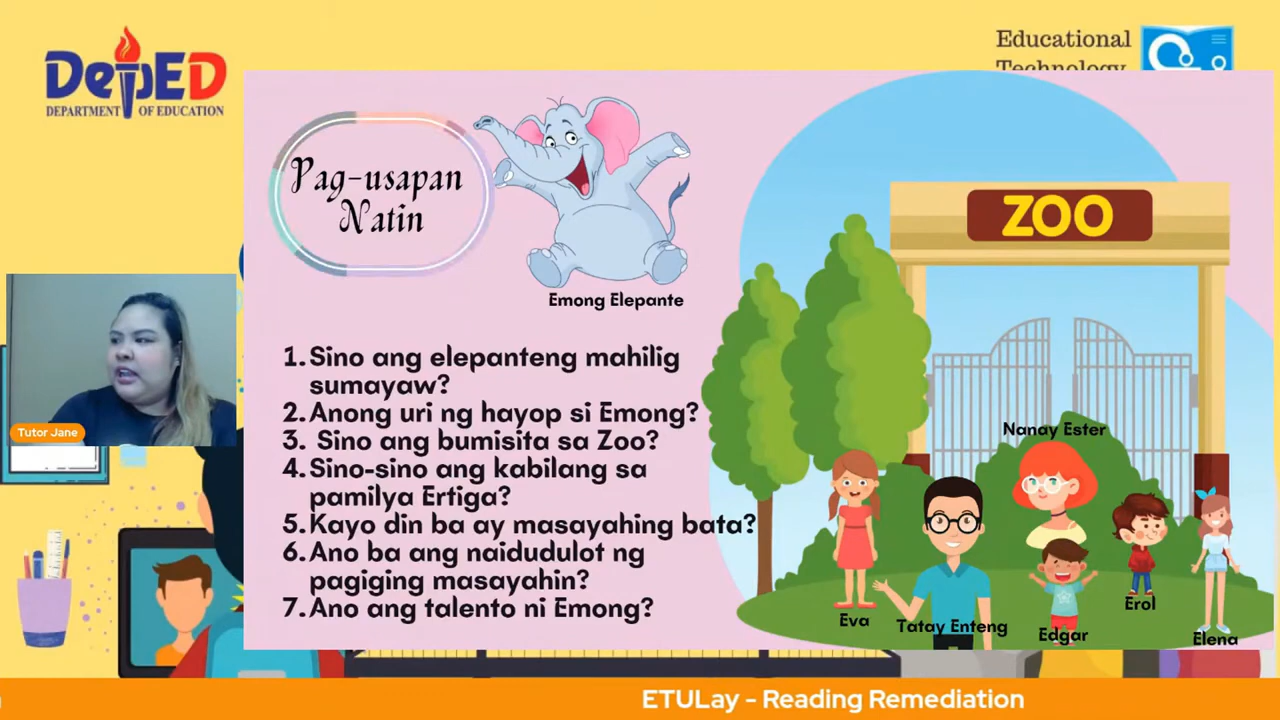 DepED
DEPARTMENT OF EDUCATION
Educational
Technology
Pag-usapan
Natin
Emong Elepante
ZOO
1. Sino ang elepanteng mahilig
sumayaw?
2. Anong uri ng hayop si Emong?
3. Sino ang bumisita sa Zoo?
4. Sino-sino ang kabilang sa
pamilya Ertiga?
5. Kayo din ba ay masayahing bata?
6. Ano ba ang naidudulot ng
pagiging masayahin?
7. Ano ang talento ni Emong?
Nanay Ester
Eva
Tatay Enteng
Edgar
Erol
Elena
Tutor Jane
ETULay - Reading Remediation